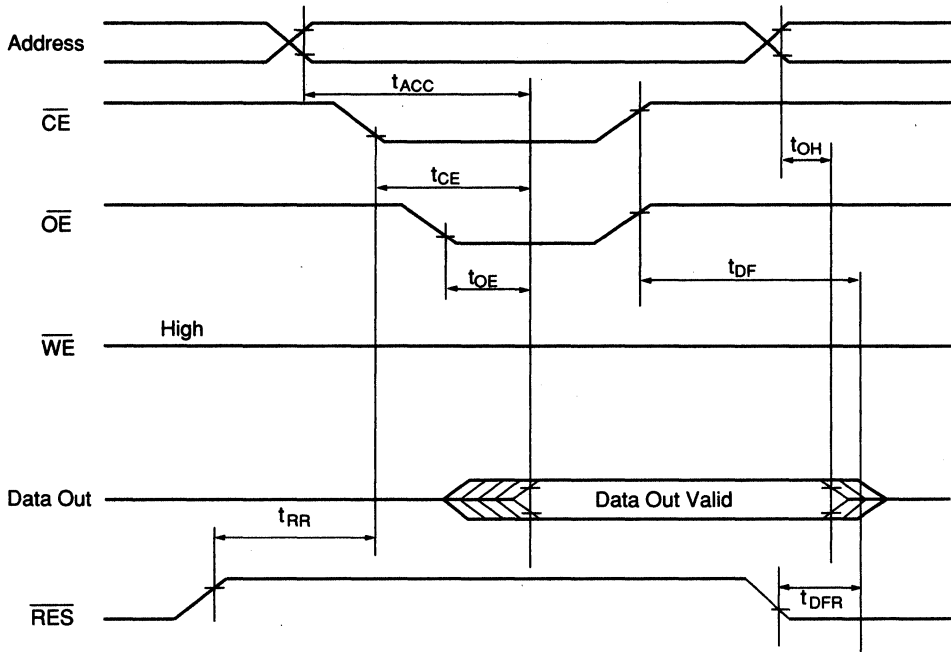 Address
tACC
CE
tOH
tCE
OE
tDF
tOE
High
WE
Data Out
Data Out Valid
tRR
RES
tDFR